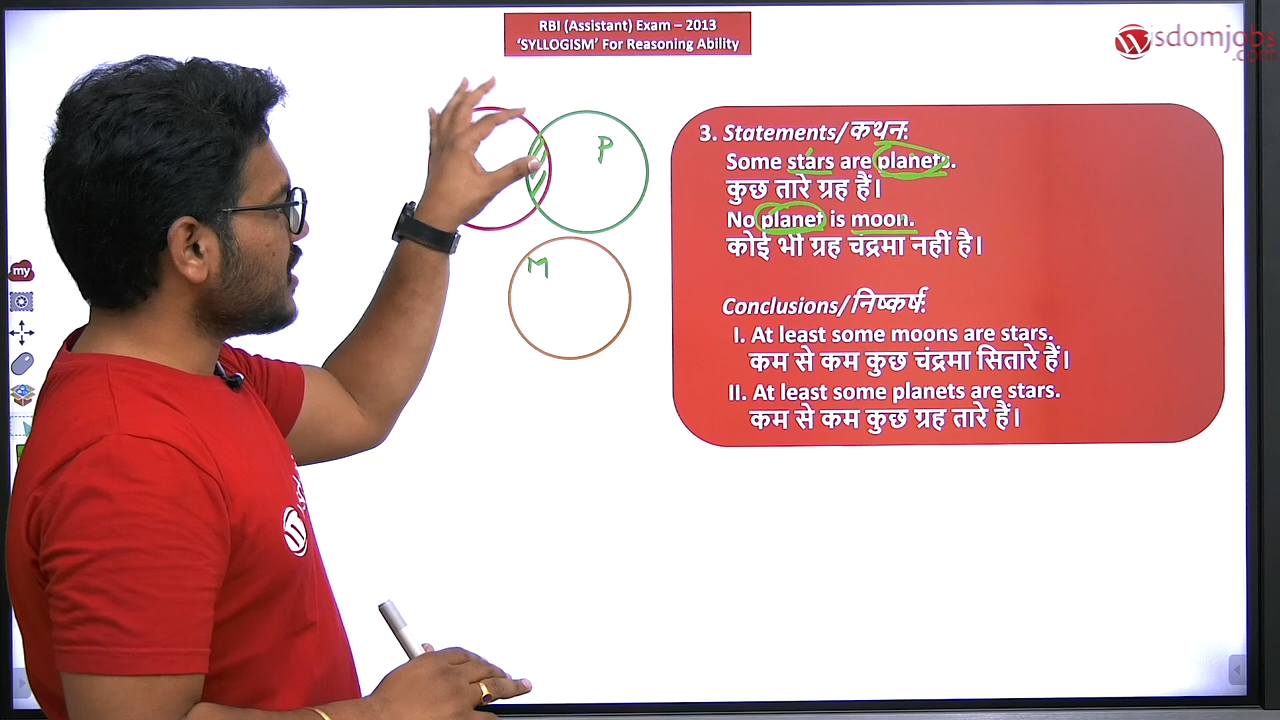 RBI (Assistant) Exam – 2013
‘SYLLOGISM’ For Reasoning Ability
Wisdomjobs
.com
P
M
3. Statements/कथन:
Some stars are planets.
कुछ तारे ग्रह हैं।
No planet is moon.
कोई भी ग्रह चंद्रमा नहीं है।
Conclusions/निष्कर्ष:
I. At least some moons are stars.
कम से कम कुछ चंद्रमा सितारे हैं।
II. At least some planets are stars.
कम से कम कुछ ग्रह तारे हैं।
my